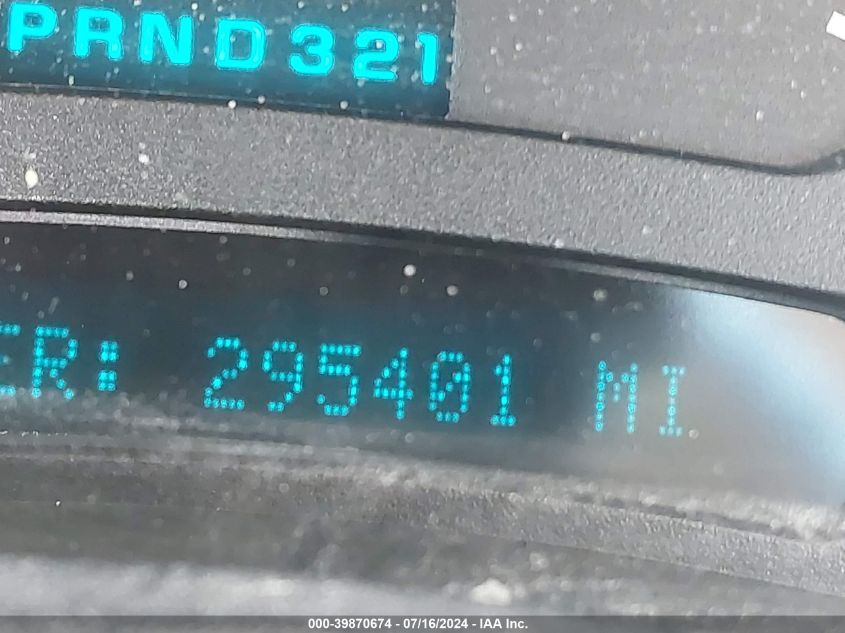 PRND321
ER: 295401 MI
000-39870674 - 07/16/2024 - IAA Inc.